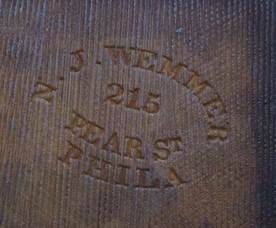 N. J. WEMMER
215
PEAR ST
PHILA